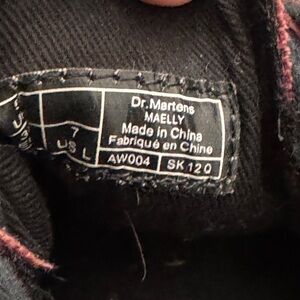 Dr.Martens
MAELLY
Made in China
Fabriqué en Chine
AW004 SK120
7
US L